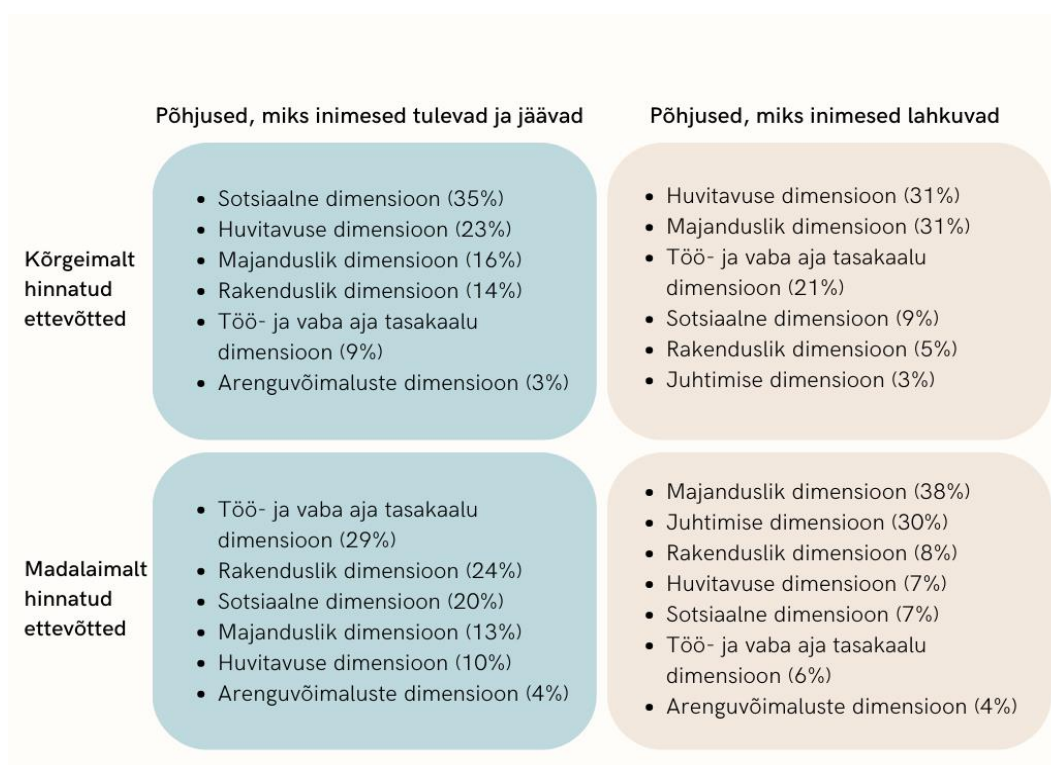 Põhjused, miks inimesed tulevad ja jäävad
Põhjused, miks inimesed lahkuvad
Kõrgeimalt
hinnatud
ettevõtted
• Sotsiaalne dimensioon (35%)
• Huvitavuse dimensioon (23%)
• Majanduslik dimensioon (16%)
• Rakenduslik dimensioon (14%)
• Töö- ja vaba aja tasakaalu
dimensioon (9%)
• Arenguvõimaluste dimensioon (3%)
• Huvitavuse dimensioon (31%)
• Majanduslik dimensioon (31%)
• Töö- ja vaba aja tasakaalu
dimensioon (21%)
• Sotsiaalne dimensioon (9%)
• Rakenduslik dimensioon (5%)
• Juhtimise dimensioon (3%)
Madalaimalt
hinnatud
ettevõtted
• Töö- ja vaba aja tasakaalu
dimensioon (29%)
• Rakenduslik dimensioon (24%)
• Sotsiaalne dimensioon (20%)
• Majanduslik dimensioon (13%)
• Huvitavuse dimensioon (10%)
• Arenguvõimaluste dimensioon (4%)
• Majanduslik dimensioon (38%)
• Juhtimise dimensioon (30%)
• Rakenduslik dimensioon (8%)
• Huvitavuse dimensioon (7%)
• Sotsiaalne dimensioon (7%)
• Töö- ja vaba aja tasakaalu
dimensioon (6%)
• Arenguvõimaluste dimensioon (4%)